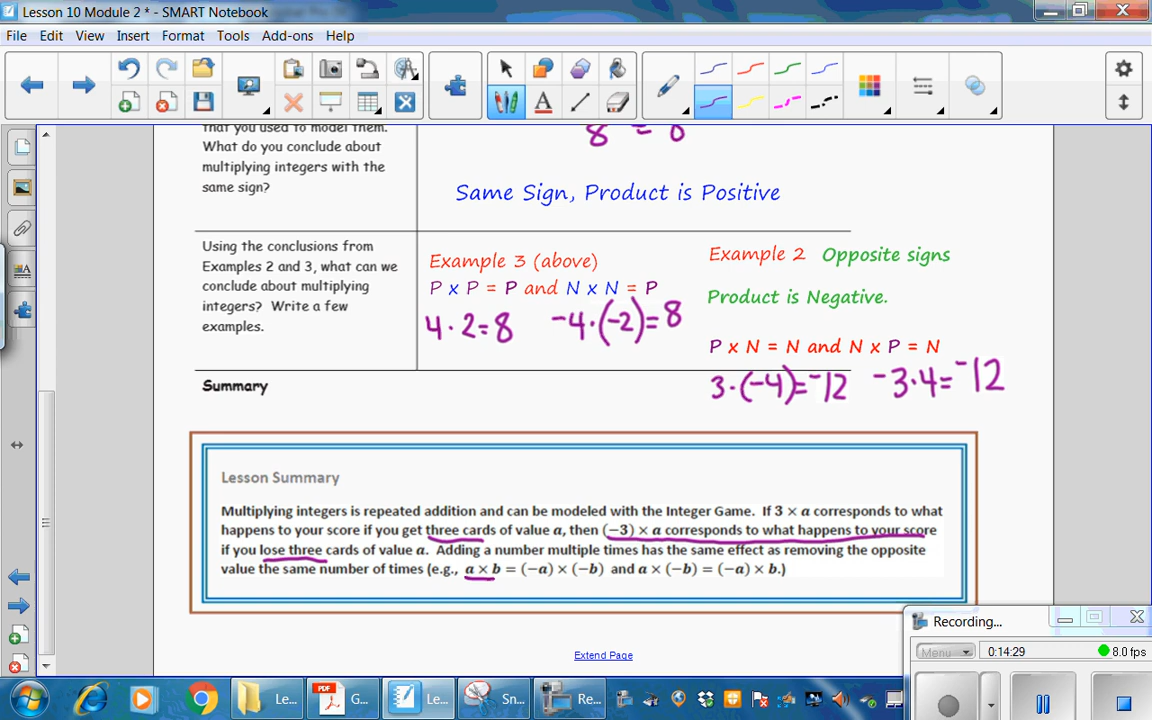 Lesson 10 Module 2 * - SMART Notebook
File Edit View Insert Format Tools Add-ons Help
that you used to model them.
What do you conclude about
multiplying integers with the
same sign?
8 = 8
Same Sign, Product is Positive
Using the conclusions from
Examples 2 and 3, what can we
conclude about multiplying
integers? Write a few
examples.
Example 3 (above)
P x P = P and N x N = P
4 · 2 = 8 -4 · (-2) = 8
Example 2 Opposite signs
Product is Negative.
P x N = N and N x P = N
3 · (-4) = -12 -3 · 4 = -12
Summary
Lesson Summary
Multiplying integers is repeated addition and can be modeled with the Integer Game. If 3 × a corresponds to what
happens to your score if you get three cards of value a, then (−3) × a corresponds to what happens to your score
if you lose three cards of value a. Adding a number multiple times has the same effect as removing the opposite
value the same number of times (e.g., a × b = (−a) × (−b) and a × (−b) = (−a) × b.)
Extend Page
Recording...
Menu 0:14:29 8.0 fps
PDF
Le... G... Le... Sn... Re...